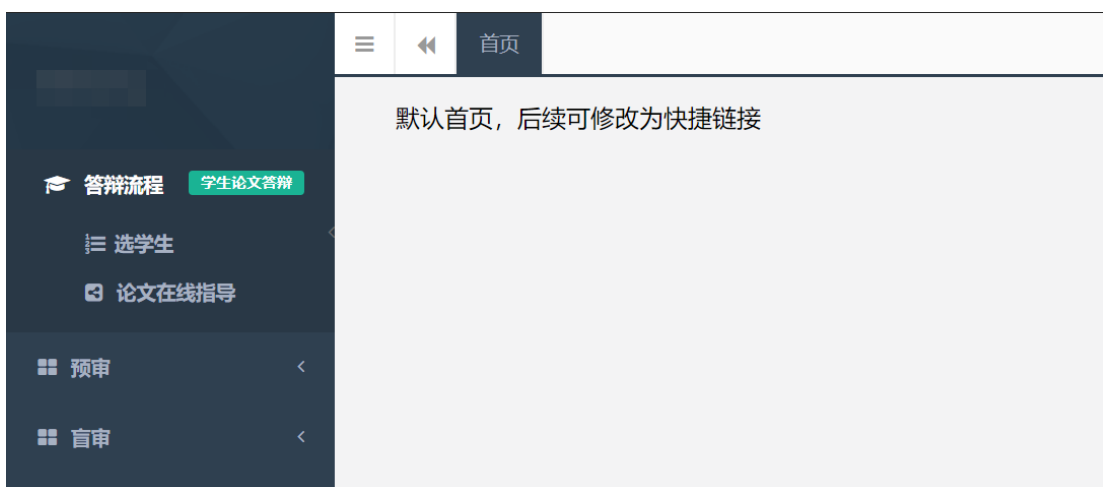 首页
默认首页，后续可修改为快捷链接
答辩流程 学生论文答辩
选学生
论文在线指导
预审
盲审